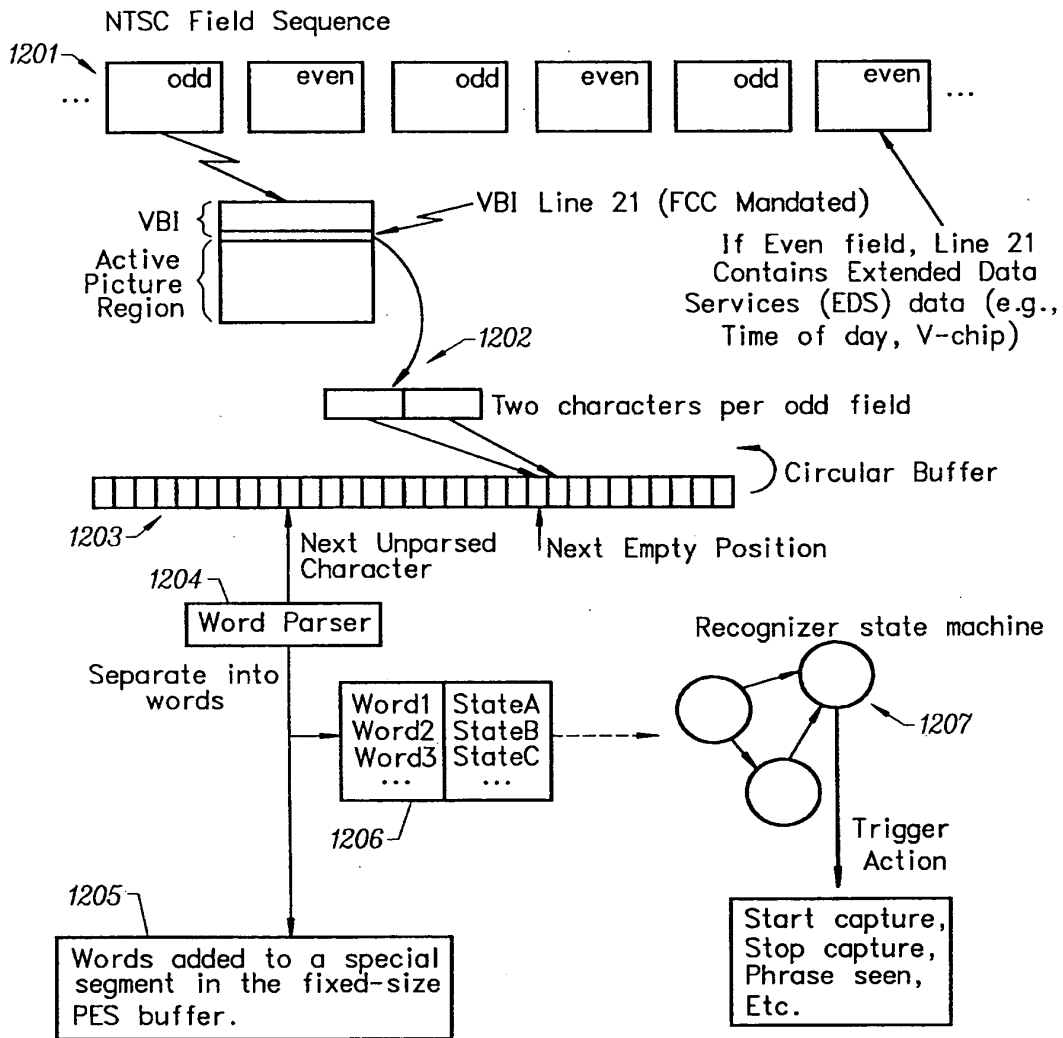 NTSC Field Sequence
1201
... odd even odd even odd even ...
VBI
VBI Line 21 (FCC Mandated)
Active
Picture
Region
If Even field, Line 21
Contains Extended Data
Services (EDS) data (e.g.,
Time of day, V-chip)
1202
Two characters per odd field
Circular Buffer
1203
Next Unparsed
Character
Next Empty Position
1204
Word Parser
Separate into
words
Word1 StateA
Word2 StateB
Word3 StateC
... ...
1206
Recognizer state machine
1207
Trigger
Action
1205
Words added to a special
segment in the fixed-size
PES buffer.
Start capture,
Stop capture,
Phrase seen,
Etc.